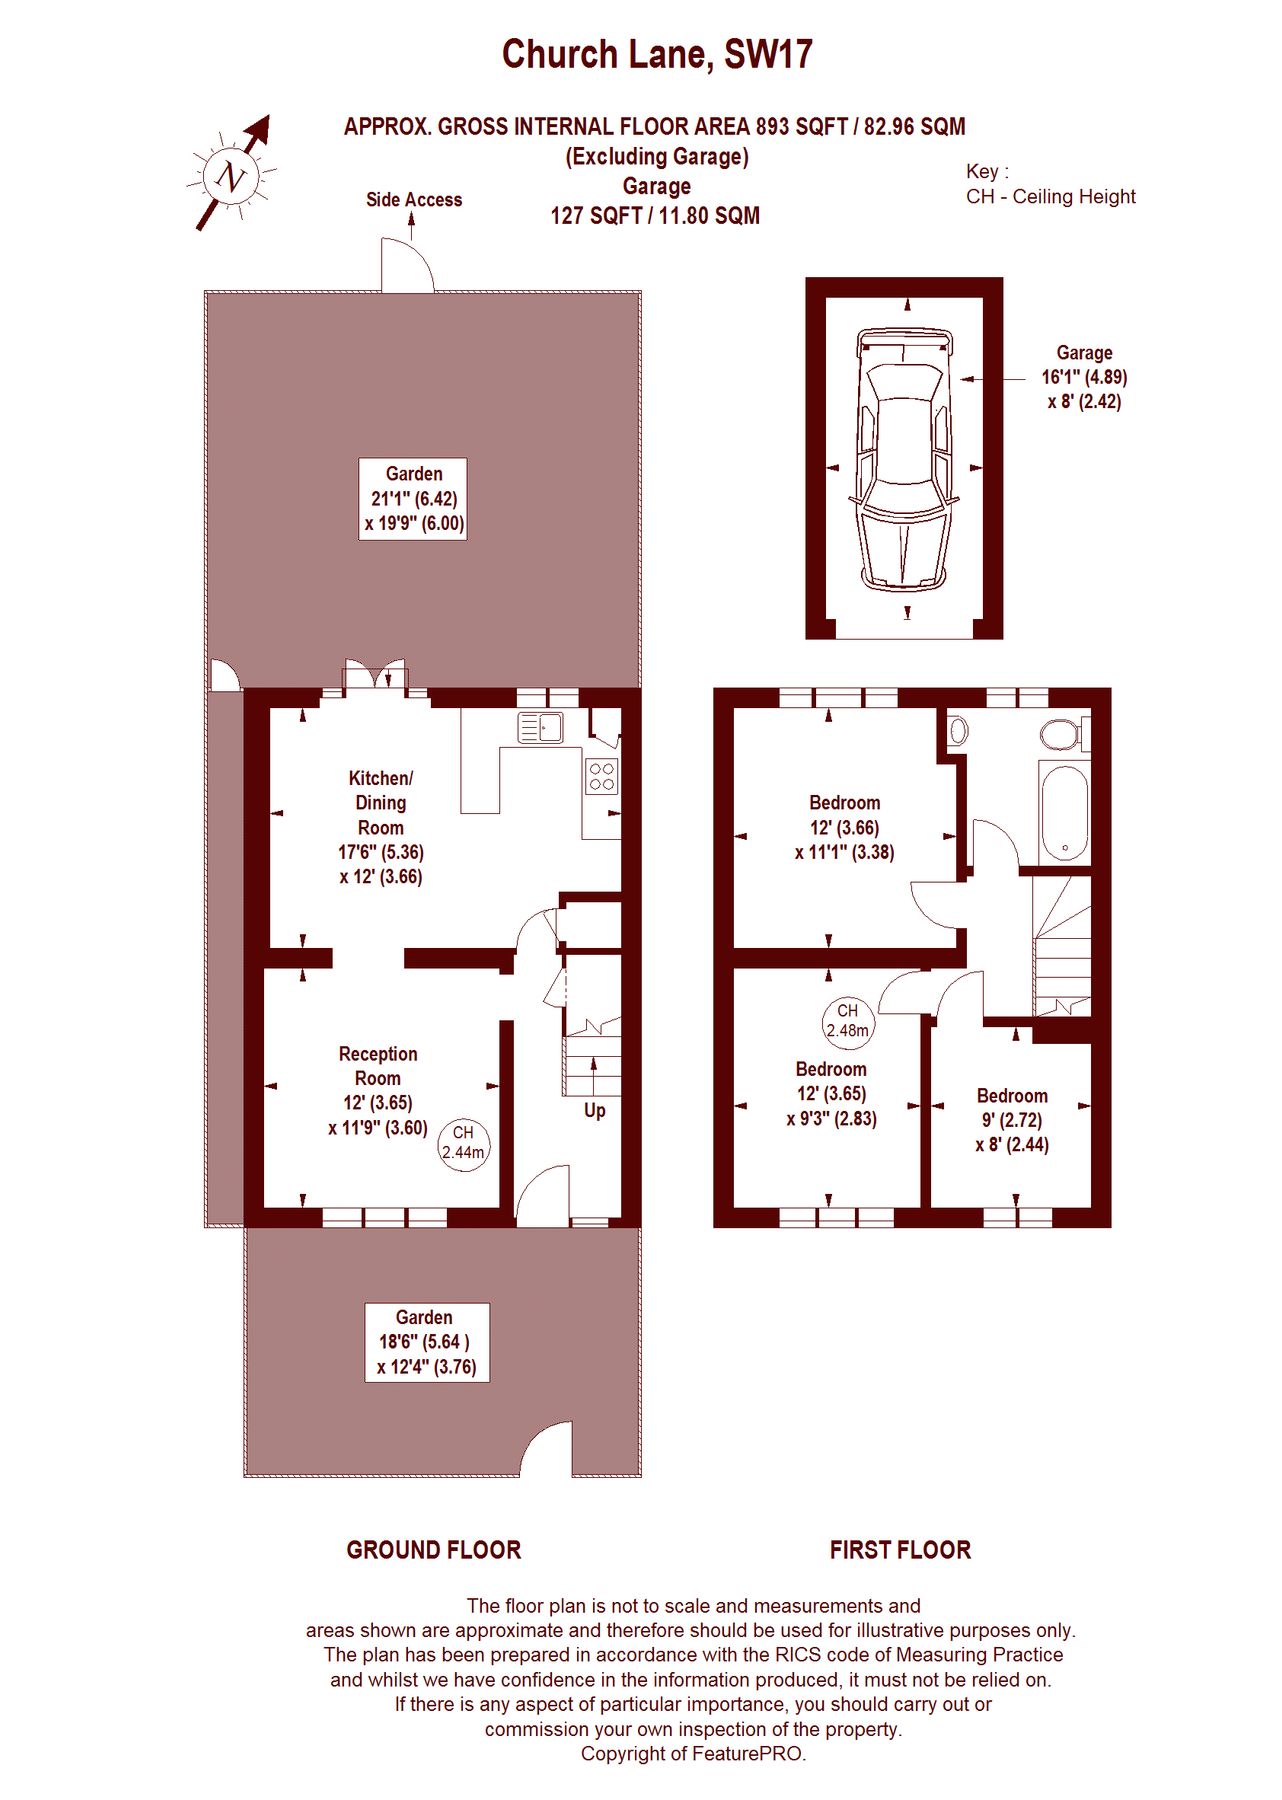 Church Lane, SW17
APPROX. GROSS INTERNAL FLOOR AREA 893 SQFT / 82.96 SQM
(Excluding Garage)
Garage
127 SQFT / 11.80 SQM
N
Key :
CH - Ceiling Height
Side Access
Garden
21'1" (6.42)
x 19'9" (6.00)
Garage
16'1" (4.89)
x 8' (2.42)
Kitchen/
Dining
Room
17'6" (5.36)
x 12' (3.66)
Reception
Room
12' (3.65)
x 11'9" (3.60)
CH
2.44m
Up
Garden
18'6" (5.64 )
x 12'4" (3.76)
Bedroom
12' (3.66)
x 11'1" (3.38)
CH
2.48m
Bedroom
12' (3.65)
x 9'3" (2.83)
Bedroom
9' (2.72)
x 8' (2.44)
GROUND FLOOR
FIRST FLOOR
The floor plan is not to scale and measurements and
areas shown are approximate and therefore should be used for illustrative purposes only.
The plan has been prepared in accordance with the RICS code of Measuring Practice
and whilst we have confidence in the information produced, it must not be relied on.
If there is any aspect of particular importance, you should carry out or
commission your own inspection of the property.
Copyright of FeaturePRO.